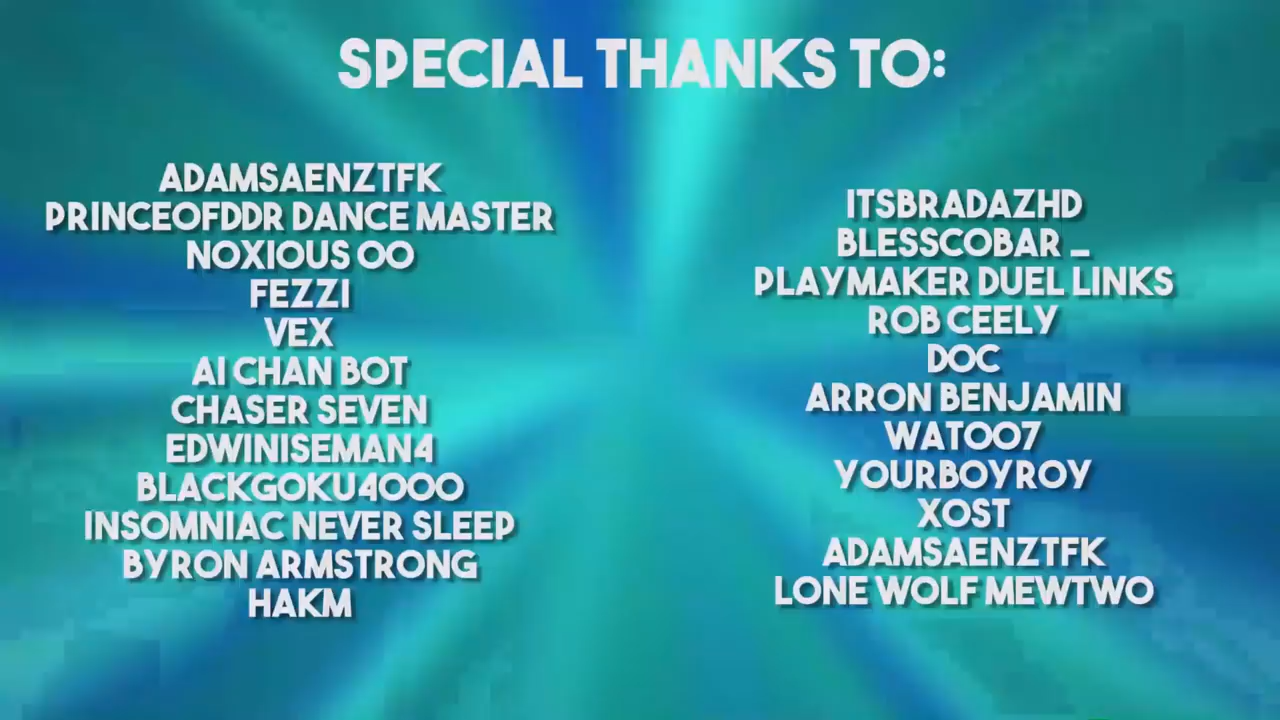 SPECIAL THANKS TO:
ADAMSAENZTFK
PRINCEOFDDR DANCE MASTER
NOXIOUS OO
FEZZI
VEX
AI CHAN BOT
CHASER SEVEN
EDWINISEMAN4
BLACKGOKU4000
INSOMNIAC NEVER SLEEP
BYRON ARMSTRONG
HAKM
ITSBRADAZHD
BLESSCOBAR _
PLAYMAKER DUEL LINKS
ROB CEELY
DOC
ARRON BENJAMIN
WATOO7
YOURBOYROY
XOST
ADAMSAENZTFK
LONE WOLF MEWTWO